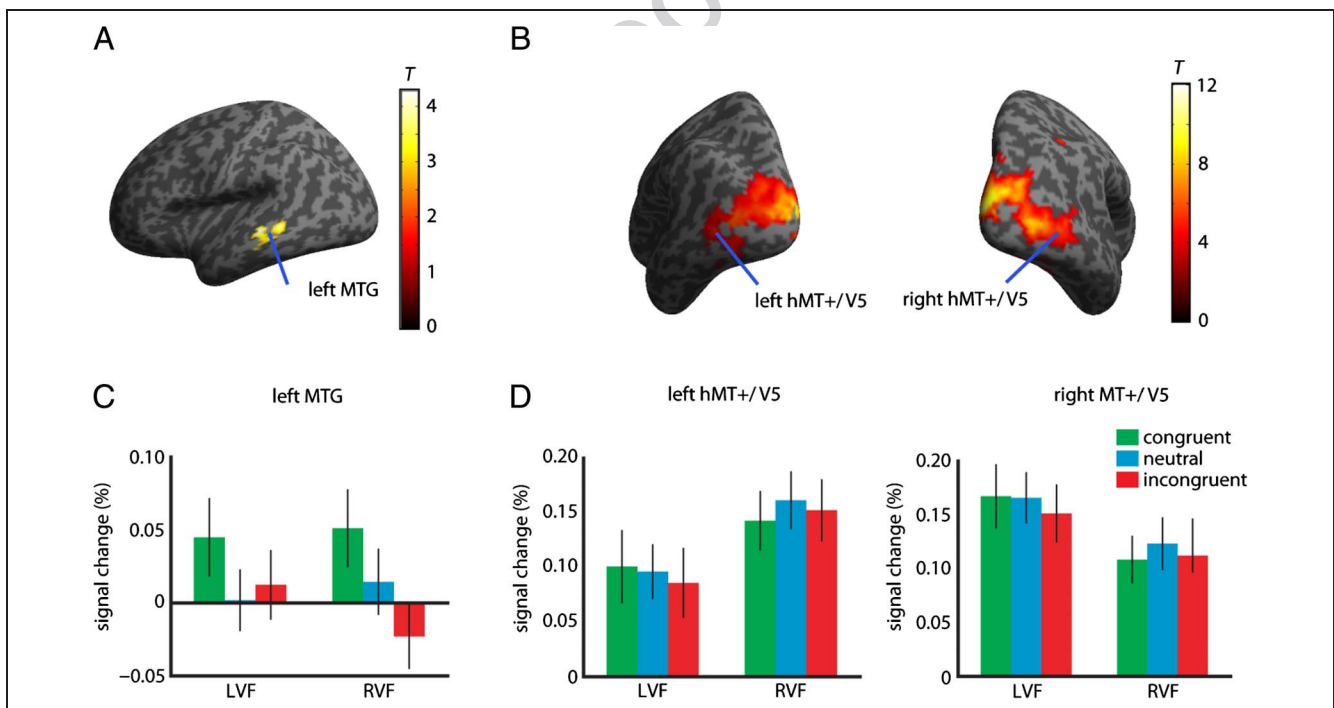 A
B
T
4
3
2
1
0
left MTG
T
12
8
4
0
left hMT+/V5
right hMT+/V5
C
left MTG
signal change (%)
0.10
0.05
0
−0.05
LVF
RVF
D
left hMT+/V5
signal change (%)
0.20
0.15
0.10
0.05
0
LVF
RVF
right MT+/V5
signal change (%)
0.20
0.15
0.10
0.05
0
LVF
RVF
congruent
neutral
incongruent